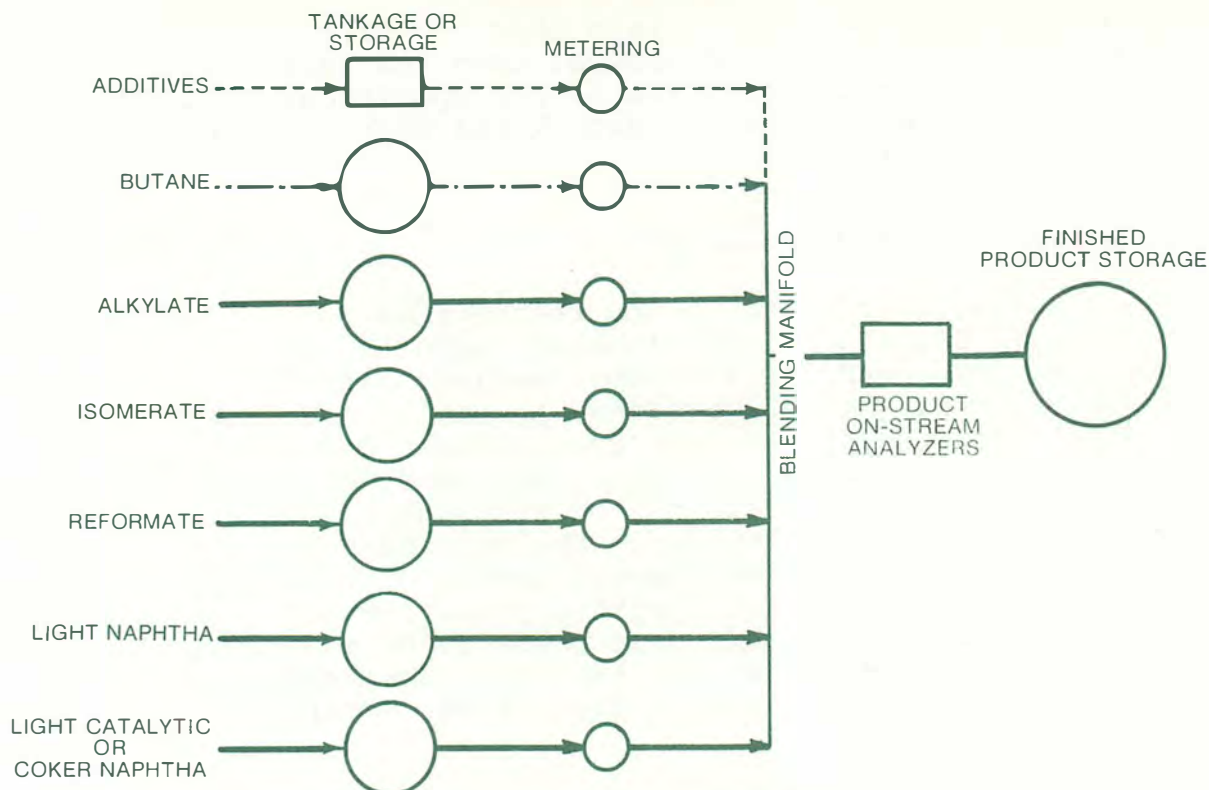 TANKAGE OR
STORAGE
METERING
ADDITIVES
BUTANE
ALKYLATE
ISOMERATE
REFORMATE
LIGHT NAPHTHA
LIGHT CATALYTIC
OR
COKER NAPHTHA
BLENDING MANIFOLD
PRODUCT
ON-STREAM
ANALYZERS
FINISHED
PRODUCT STORAGE